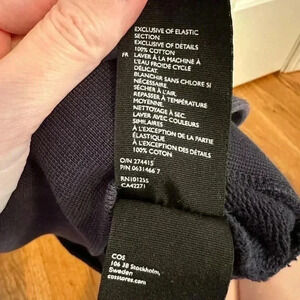 EXCLUSIVE OF ELASTIC
SECTION
EXCLUSIVE OF DETAILS
100% COTTON
FR LAVER À LA MACHINE À
L'EAU FROIDE CYCLE
DÉLICAT
BLANCHIR SANS CHLORE SI
NÉCESSAIRE.
SÉCHER À L'AIR.
REPASSER À TEMPÉRATURE
MOYENNE.
NETTOYAGE À SEC.
LAVER AVEC COULEURS
SIMILAIRES
À L'EXCEPTION DE LA PARTIE
ÉLASTIQUE
À L'EXCEPTION DES DÉTAILS
100% COTTON
O/N 274415
P/N 0631466 7
RN101255
CA42271
COS
106 38 Stockholm,
Sweden
cosstores.com